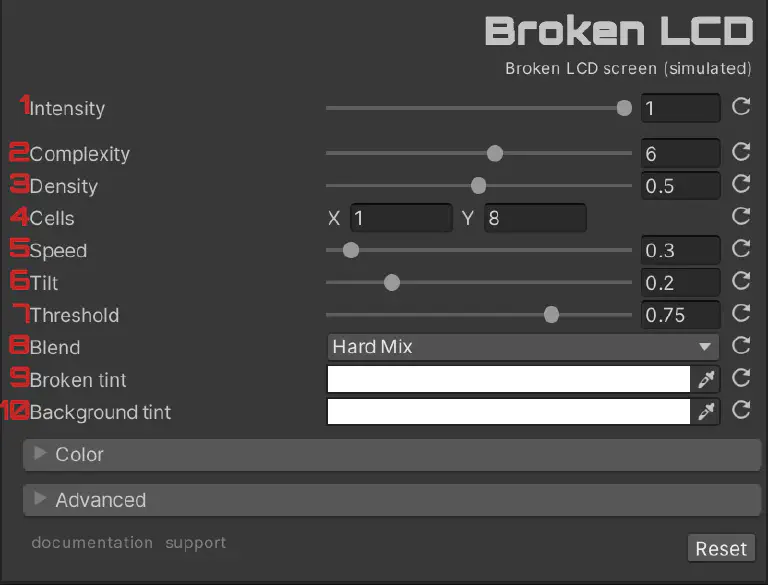 Broken LCD
Broken LCD screen (simulated)
1 Intensity 1
2 Complexity 6
3 Density 0.5
4 Cells X 1 Y 8
5 Speed 0.3
6 Tilt 0.2
7 Threshold 0.75
8 Blend Hard Mix
9 Broken tint
10 Background tint
Color
Advanced
documentation support
Reset